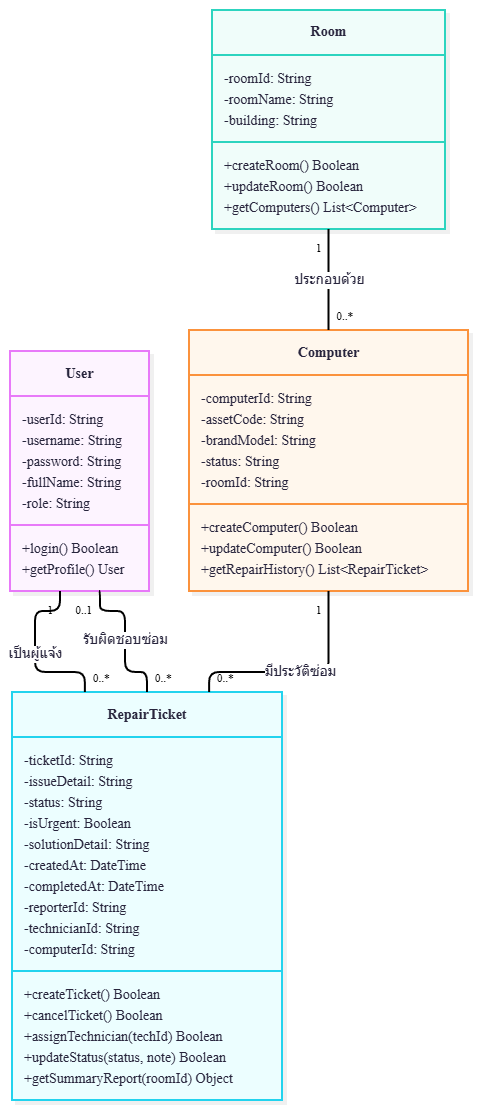 Room
-roomId: String
-roomName: String
-building: String
+createRoom() Boolean
+updateRoom() Boolean
+getComputers() List<Computer>
1
ประกอบด้วย
0..*
Computer
-computerId: String
-assetCode: String
-brandModel: String
-status: String
-roomId: String
+createComputer() Boolean
+updateComputer() Boolean
+getRepairHistory() List<RepairTicket>
User
-userId: String
-username: String
-password: String
-fullName: String
-role: String
+login() Boolean
+getProfile() User
1
0..1
1
เป็นผู้แจ้ง
รับผิดชอบซ่อม
มีประวัติซ่อม
0..*
0..*
0..*
RepairTicket
-ticketId: String
-issueDetail: String
-status: String
-isUrgent: Boolean
-solutionDetail: String
-createdAt: DateTime
-completedAt: DateTime
-reporterId: String
-technicianId: String
-computerId: String
+createTicket() Boolean
+cancelTicket() Boolean
+assignTechnician(techId) Boolean
+updateStatus(status, note) Boolean
+getSummaryReport(roomId) Object